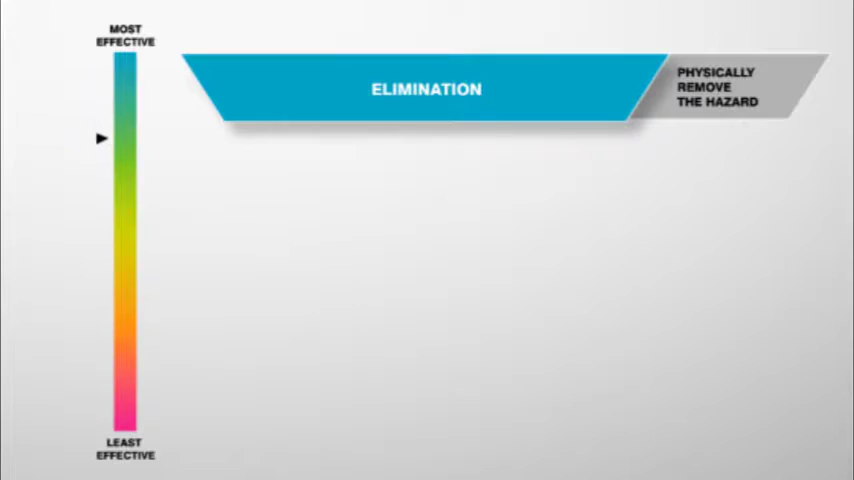 MOST
EFFECTIVE
ELIMINATION
PHYSICALLY
REMOVE
THE HAZARD
LEAST
EFFECTIVE